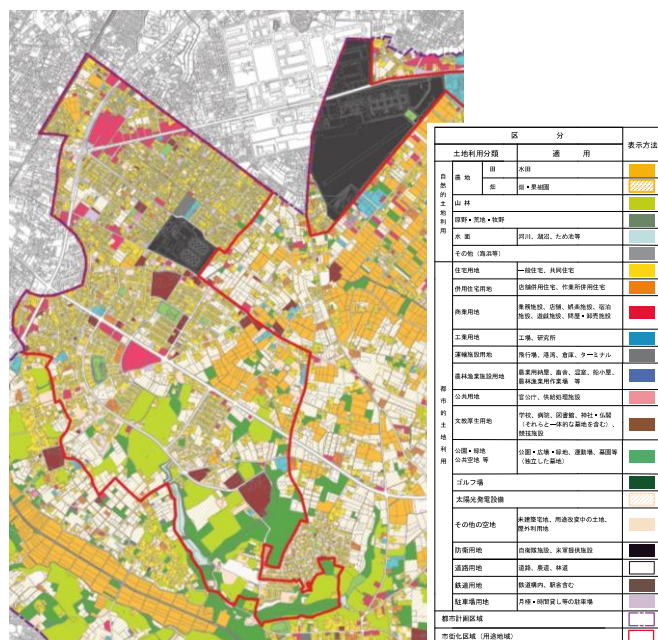 区 分
表示方法
土地利用分類 適 用
自然的土地利用
農 地
田 水田
畑 畑・果樹園
山 林
原野・荒地・牧野
水 面 河川、湖沼、ため池等
その他（海浜等）
都市的土地利用
住宅用地 一般住宅、共同住宅
併用住宅用地 店舗併用住宅、作業所併用住宅
商業用地 業務施設、店舗、娯楽施設、宿泊
施設、遊戯施設、問屋・卸売施設
工業用地 工場、研究所
運輸施設用地 飛行場、港湾、倉庫、ターミナル
農林漁業施設用地 農業用納屋、畜舎、温室、船小屋、
農林漁業用作業場 等
公共用地 官公庁、供給処理施設
文教厚生用地 学校、病院、図書館、神社・仏閣
（それらと一体的な墓地を含む）、
競技施設
公園・緑地
公共空地 等
公園・広場・緑地、運動場、墓園等
（独立した墓地）
ゴルフ場
太陽光発電設備
その他の空地 未建築宅地、用途改変中の土地、
屋外利用地
防衛用地 自衛隊施設、米軍提供施設
道路用地 道路、農道、林道
鉄道用地 鉄道構内、駅舎含む
駐車場用地 月極・時間貸し等の駐車場
都市計画区域
市街化区域（用途地域）